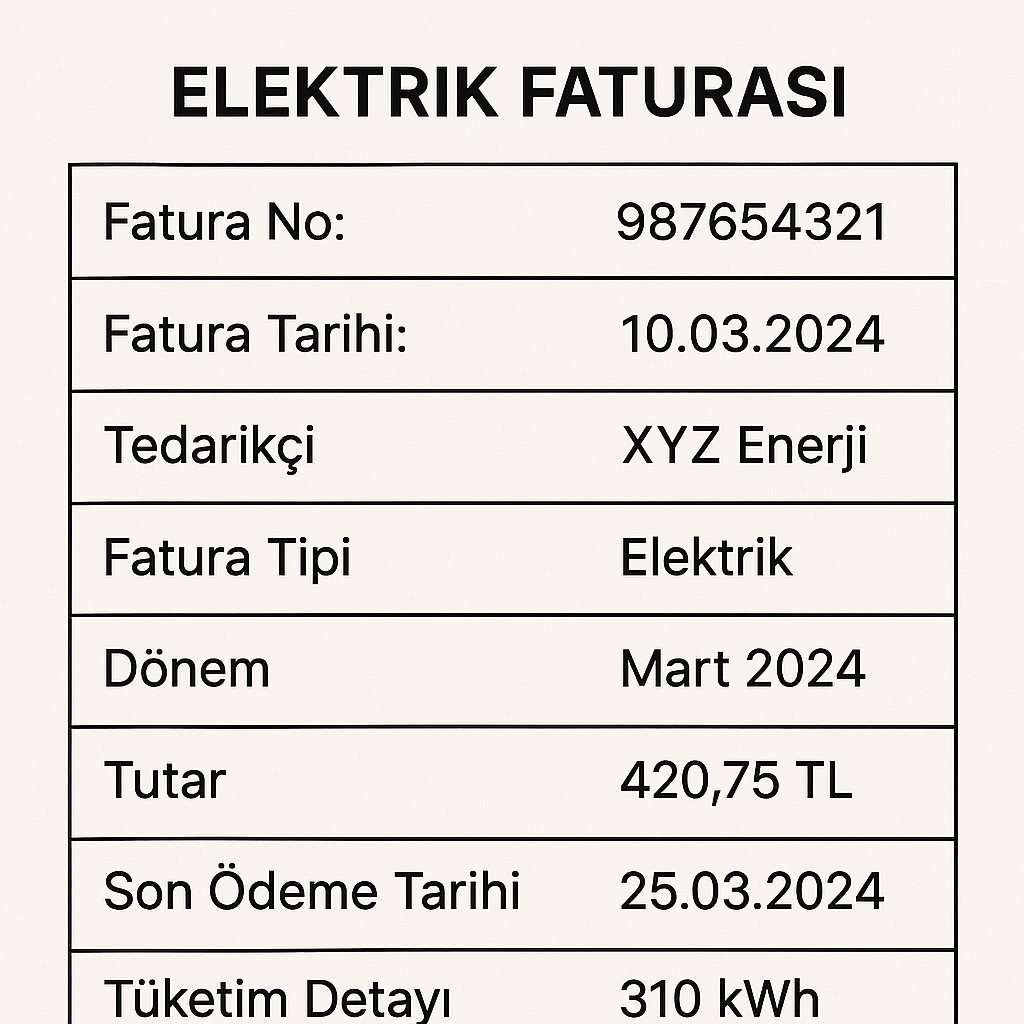 ELEKTRIK FATURASI
Fatura No: 987654321
Fatura Tarihi: 10.03.2024
Tedarikçi XYZ Enerji
Fatura Tipi Elektrik
Dönem Mart 2024
Tutar 420,75 TL
Son Ödeme Tarihi 25.03.2024
Tüketim Detayı 310 kWh